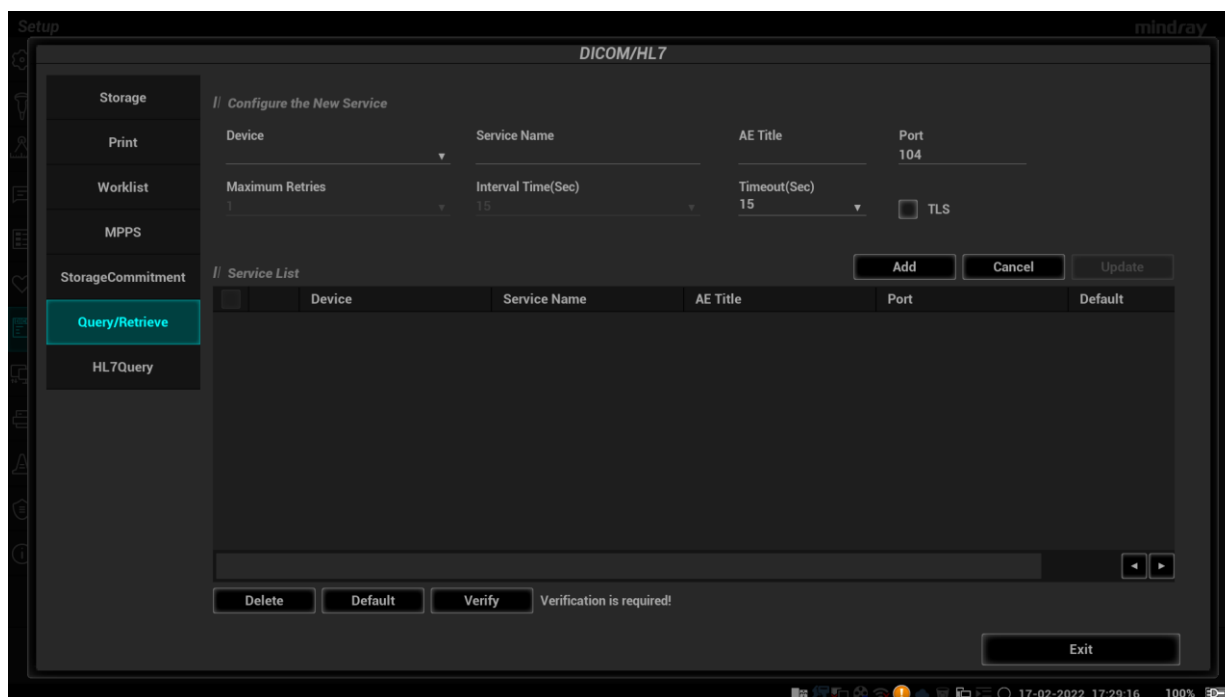 Setup mindray
DICOM/HL7
Storage
Print
Worklist
MPPS
StorageCommitment
Query/Retrieve
HL7Query
// Configure the New Service
Device Service Name AE Title Port
104
Maximum Retries Interval Time(Sec) Timeout(Sec)
1 15 15 TLS
// Service List Add Cancel Update
Device Service Name AE Title Port Default
Delete Default Verify Verification is required!
Exit
17-02-2022 17:29:16 100%